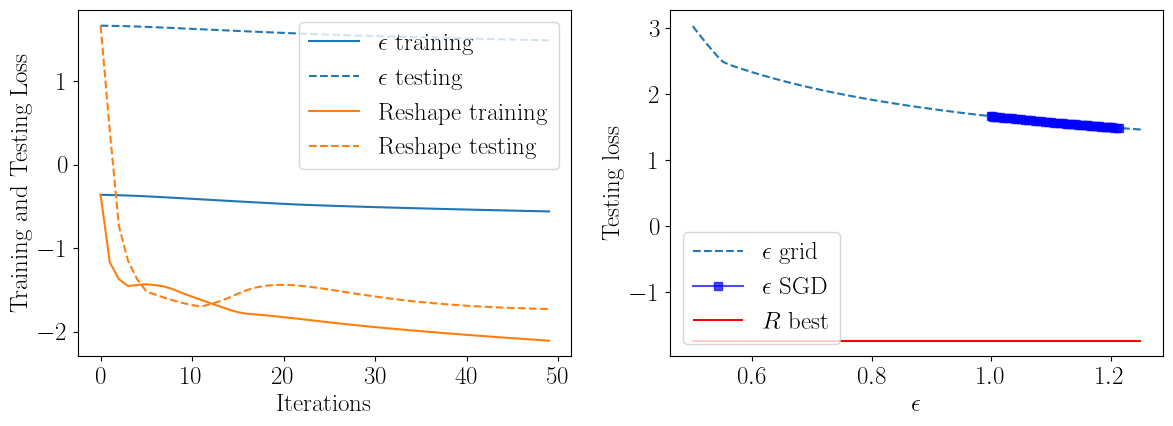 Training and Testing Loss
1
0
−1
−2
0 10 20 30 40 50
Iterations
ϵ training
ϵ testing
Reshape training
Reshape testing
Testing loss
3
2
1
0
−1
0.6 0.8 1.0 1.2
ϵ
ϵ grid
ϵ SGD
R best